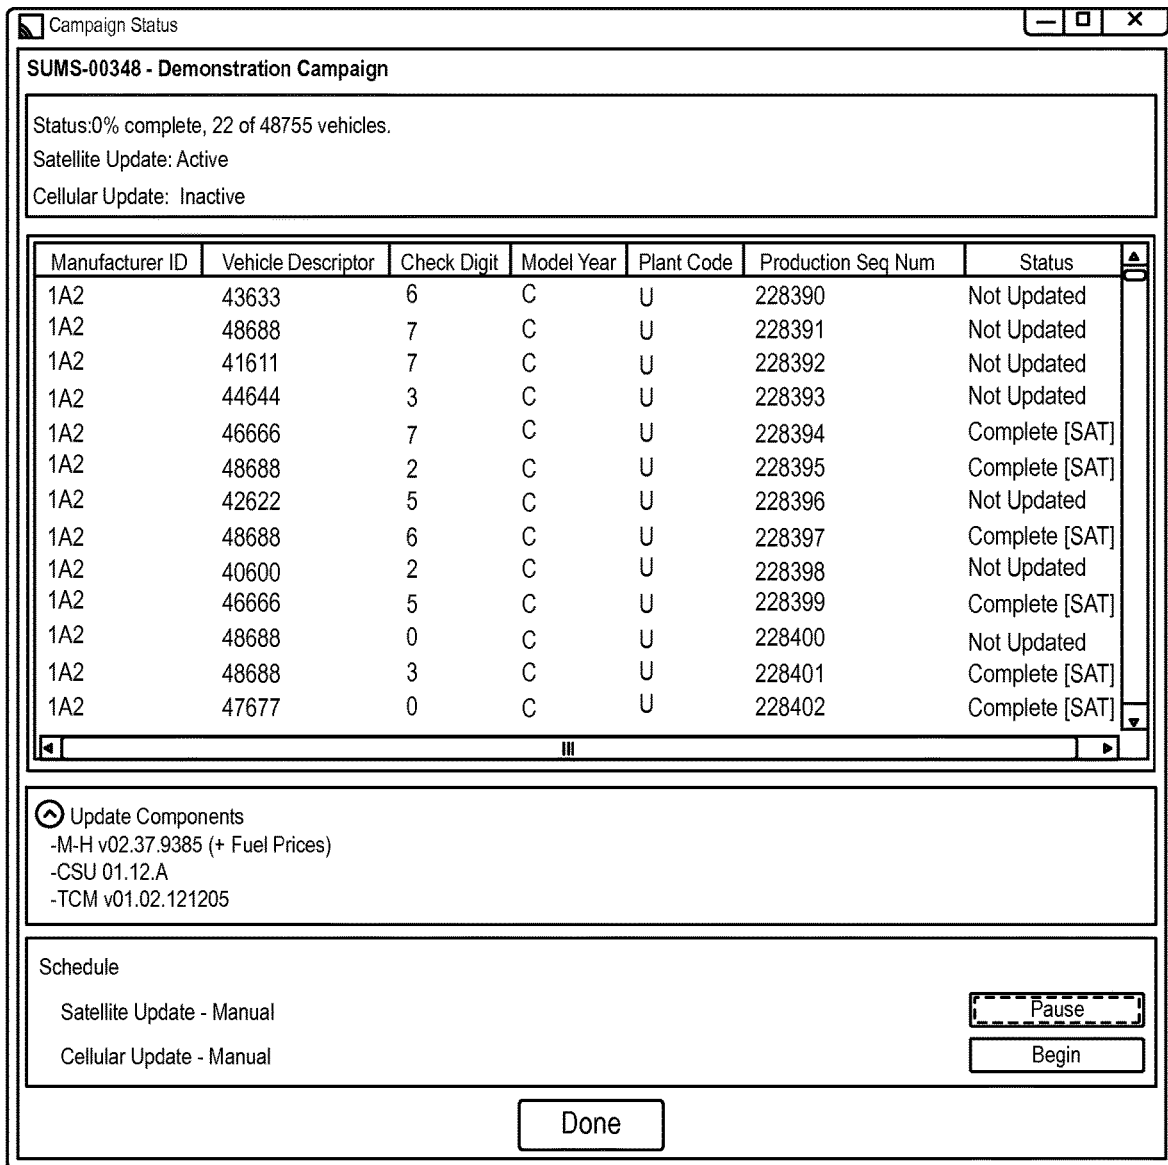 Campaign Status
SUMS-00348 - Demonstration Campaign
Status:0% complete, 22 of 48755 vehicles.
Satellite Update: Active
Cellular Update: Inactive
Manufacturer ID Vehicle Descriptor Check Digit Model Year Plant Code Production Seq Num Status
1A2 43633 6 C U 228390 Not Updated
1A2 48688 7 C U 228391 Not Updated
1A2 41611 7 C U 228392 Not Updated
1A2 44644 3 C U 228393 Not Updated
1A2 46666 7 C U 228394 Complete [SAT]
1A2 48688 2 C U 228395 Complete [SAT]
1A2 42622 5 C U 228396 Not Updated
1A2 48688 6 C U 228397 Complete [SAT]
1A2 40600 2 C U 228398 Not Updated
1A2 46666 5 C U 228399 Complete [SAT]
1A2 48688 0 C U 228400 Not Updated
1A2 48688 3 C U 228401 Complete [SAT]
1A2 47677 0 C U 228402 Complete [SAT]
Update Components
-M-H v02.37.9385 (+ Fuel Prices)
-CSU 01.12.A
-TCM v01.02.121205
Schedule
Satellite Update - Manual Pause
Cellular Update - Manual Begin
Done